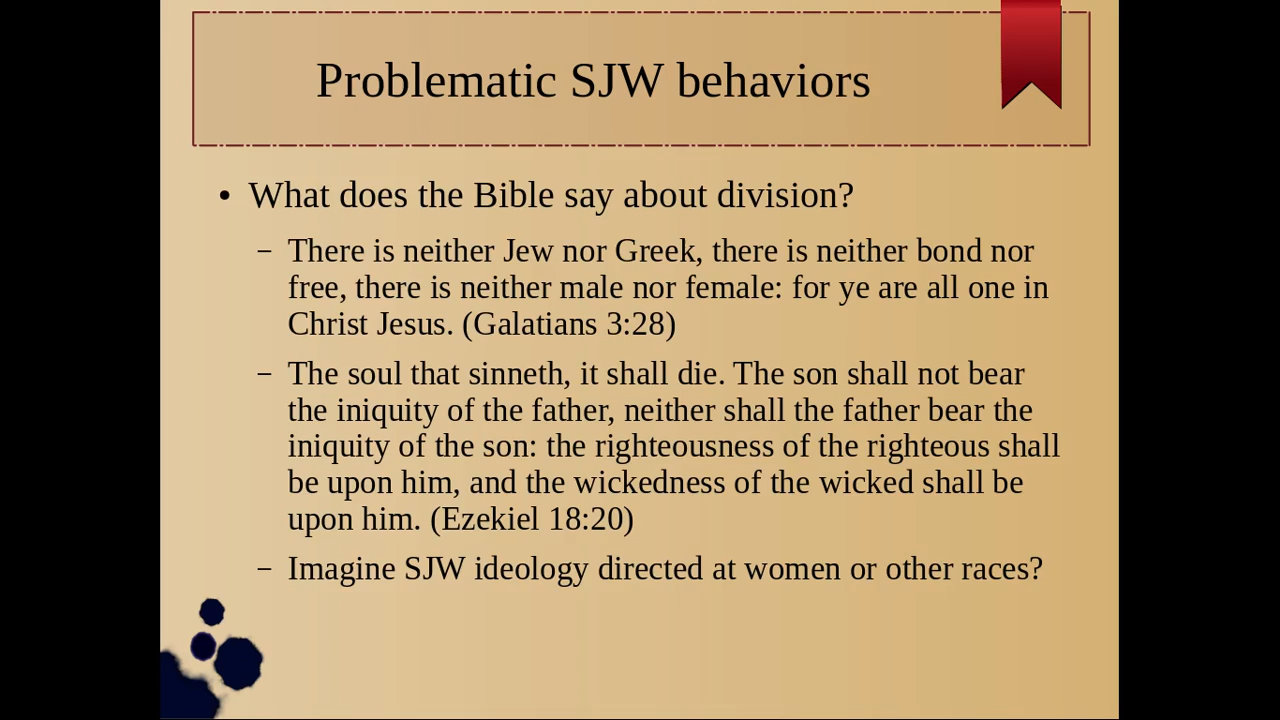 Problematic SJW behaviors
• What does the Bible say about division?
– There is neither Jew nor Greek, there is neither bond nor
free, there is neither male nor female: for ye are all one in
Christ Jesus. (Galatians 3:28)
– The soul that sinneth, it shall die. The son shall not bear
the iniquity of the father, neither shall the father bear the
iniquity of the son: the righteousness of the righteous shall
be upon him, and the wickedness of the wicked shall be
upon him. (Ezekiel 18:20)
– Imagine SJW ideology directed at women or other races?